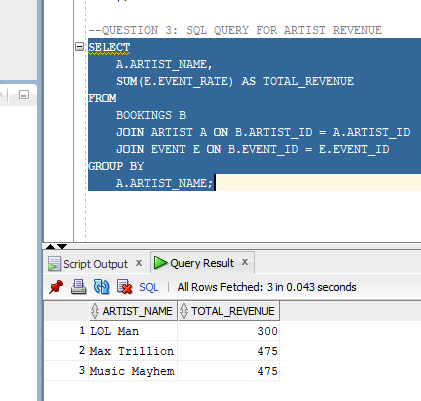 --QUESTION 3: SQL QUERY FOR ARTIST REVENUE
SELECT
A.ARTIST_NAME,
SUM(E.EVENT_RATE) AS TOTAL_REVENUE
FROM
BOOKINGS B
JOIN ARTIST A ON B.ARTIST_ID = A.ARTIST_ID
JOIN EVENT E ON B.EVENT_ID = E.EVENT_ID
GROUP BY
A.ARTIST_NAME;
Script Output x Query Result x
SQL | All Rows Fetched: 3 in 0.043 seconds
ARTIST_NAME TOTAL_REVENUE
1 LOL Man 300
2 Max Trillion 475
3 Music Mayhem 475